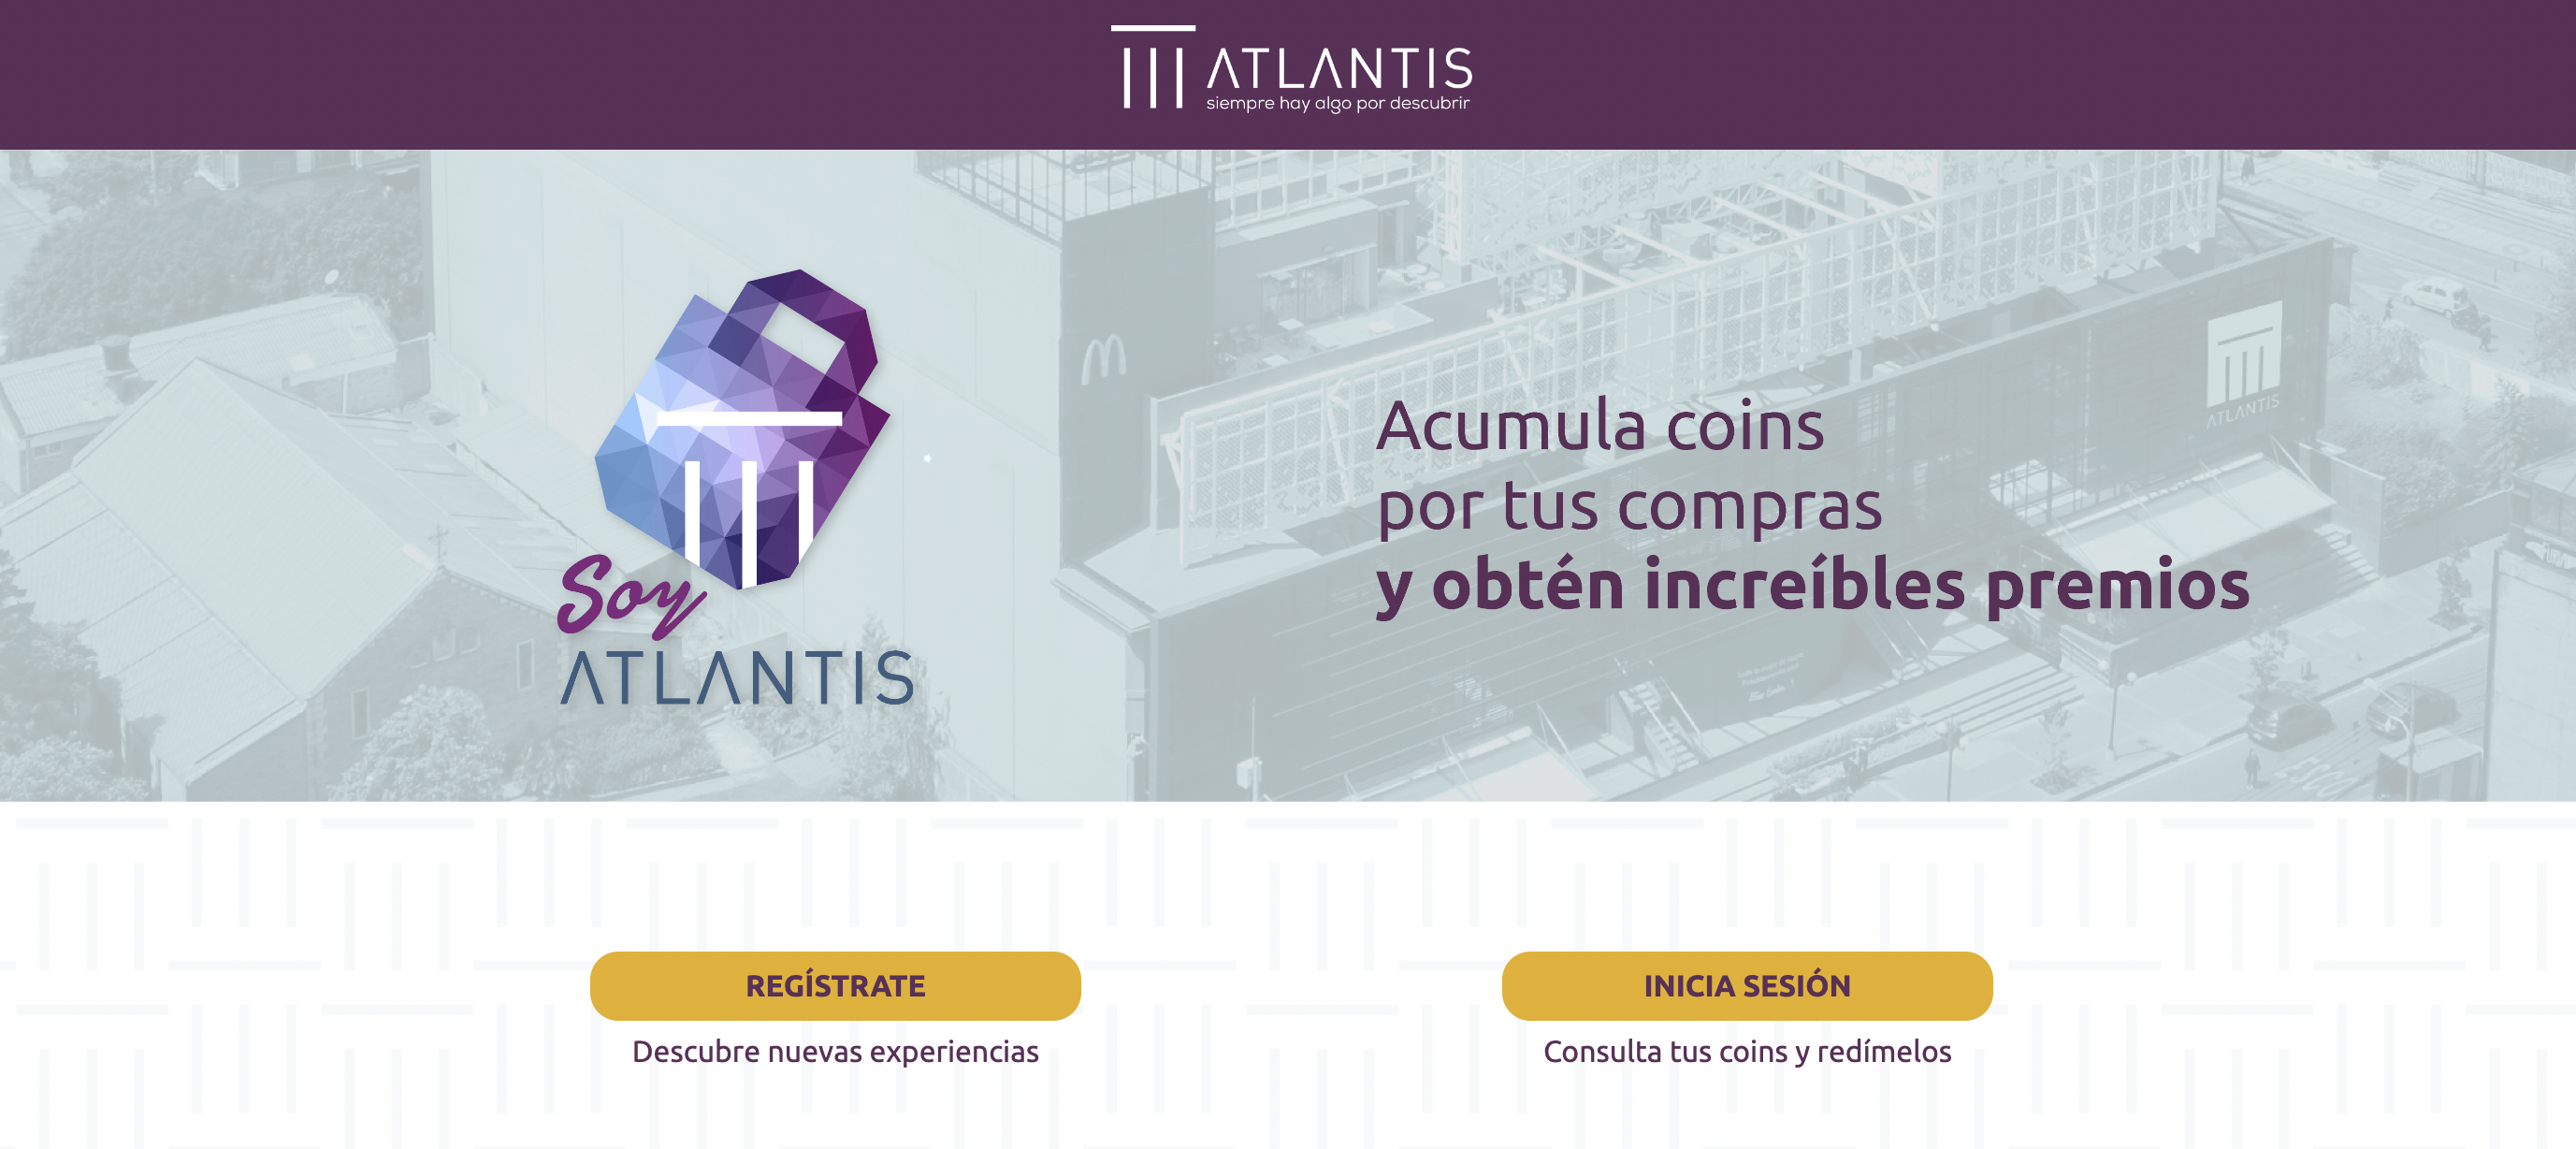 ATLANTIS
siempre hay algo por descubrir
Soy
ATLANTIS
Acumula coins
por tus compras
y obtén increíbles premios
ATLANTIS
REGÍSTRATE
Descubre nuevas experiencias
INICIA SESIÓN
Consulta tus coins y redímelos